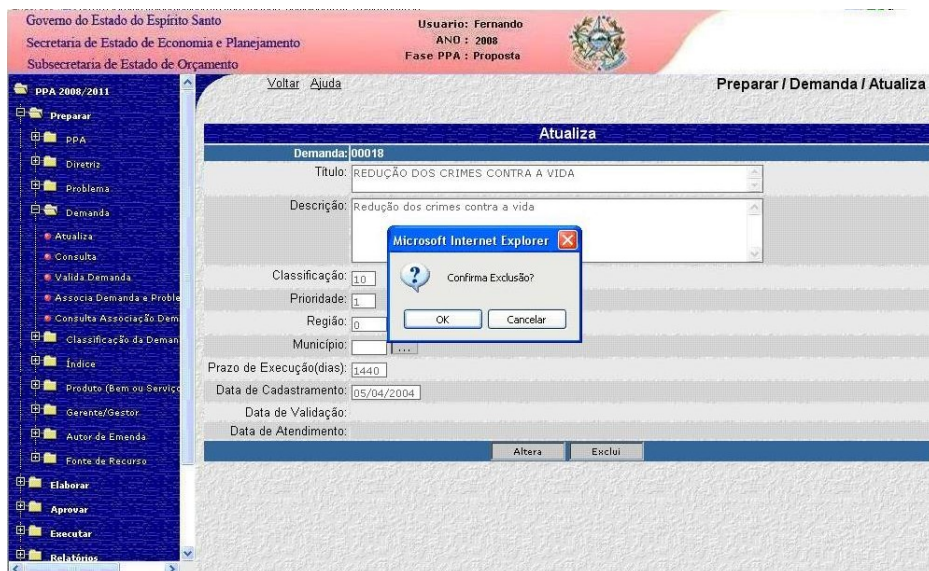 Governo do Estado do Espírito Santo
Secretaria de Estado de Economia e Planejamento
Subsecretaria de Estado de Orçamento
Usuario: Fernando
ANO : 2008
Fase PPA : Proposta
PPA 2008/2011
Preparar
PPA
Diretriz
Problema
Demanda
Atualiza
Consulta
Valida Demanda
Associa Demanda e Proble
Consulta Associação Dem
Classificação da Deman
Índice
Produto (Bem ou Serviço
Gerente/Gestor
Autor de Emenda
Fonte de Recurso
Elaborar
Aprovar
Executar
Relatórios
Voltar Ajuda
Preparar / Demanda / Atualiza
Atualiza
Demanda: 00018
Título: REDUÇÃO DOS CRIMES CONTRA A VIDA
Descrição: Redução dos crimes contra a vida
Classificação: 10
Prioridade: 1
Região: 0
Município: ...
Prazo de Execução(dias): 1440
Data de Cadastramento: 05/04/2004
Data de Validação:
Data de Atendimento:
Altera Exclui
Microsoft Internet Explorer
Confirma Exclusão?
OK Cancelar